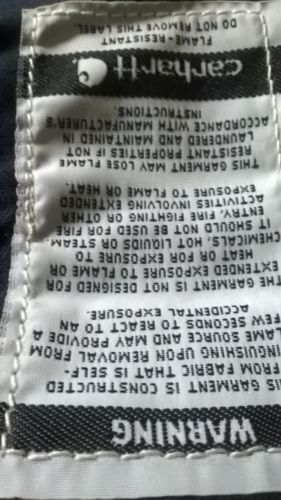 WARNING
THIS GARMENT IS CONSTRUCTED
FROM FABRIC THAT IS SELF-
EXTINGUISHING UPON REMOVAL FROM
FLAME SOURCE AND MAY PROVIDE A
FEW SECONDS TO REACT TO AN
ACCIDENTAL EXPOSURE.
THIS GARMENT IS NOT DESIGNED FOR
EXTENDED EXPOSURE TO FLAME OR
HEAT OR FOR EXPOSURE TO
CHEMICALS, HOT LIQUIDS OR STEAM.
IT SHOULD NOT BE USED FOR FIRE
ENTRY, FIRE FIGHTING OR OTHER
ACTIVITIES INVOLVING EXTENDED
EXPOSURE TO FLAME OR HEAT.
THIS GARMENT MAY LOSE FLAME
RESISTANT PROPERTIES IF NOT
LAUNDERED AND MAINTAINED IN
ACCORDANCE WITH MANUFACTURER'S
INSTRUCTIONS.
carhartt
FLAME-RESISTANT
DO NOT REMOVE THIS LABEL